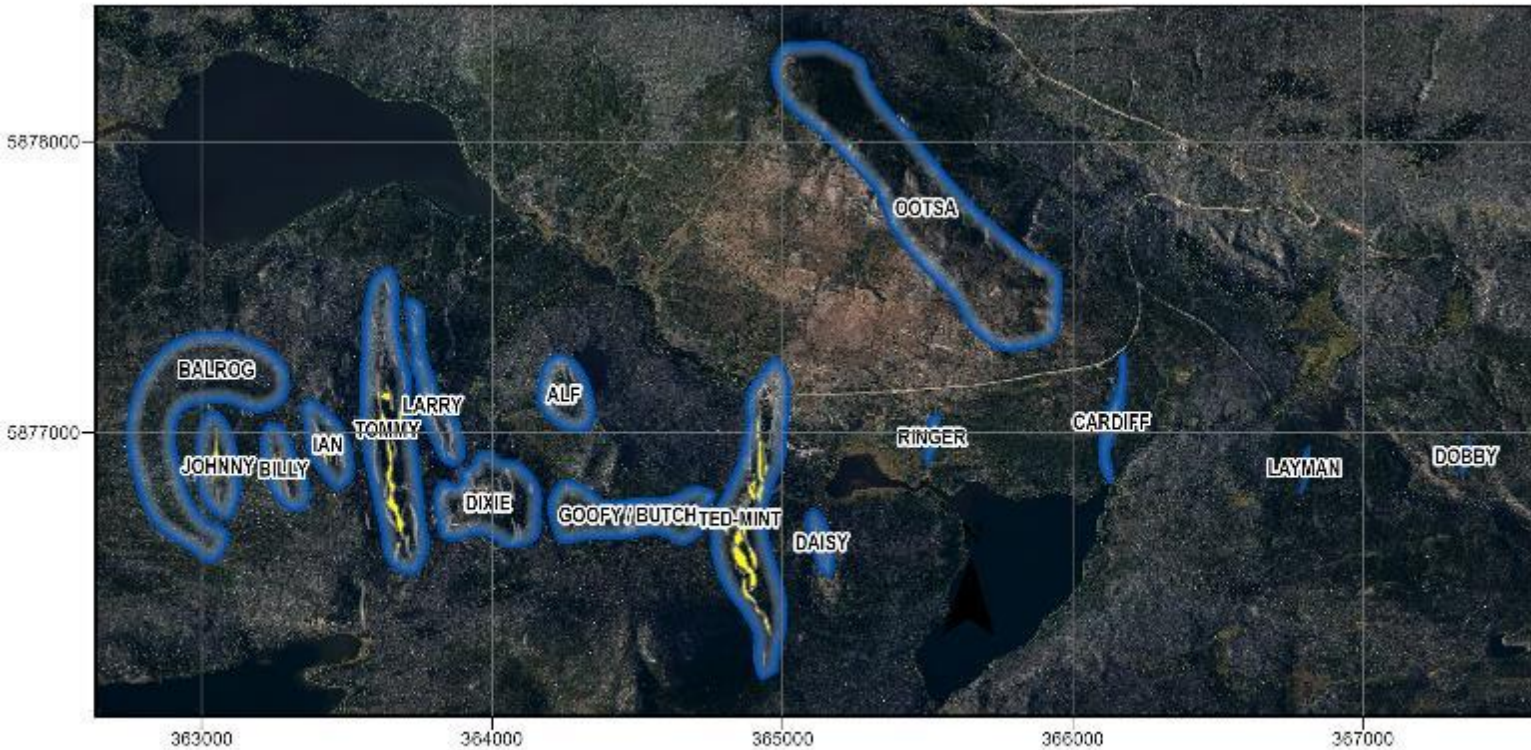 5878000
OOTSA
BALROG
ALF
LARRY
CARDIFF
5877000
TOMMY
RINGER
IAN
DOBBY
JOHNNY
BILLY
LAYMAN
DIXIE
GOOFY / BUTCH
TED-MINT
DAISY
363000
364000
365000
366000
367000